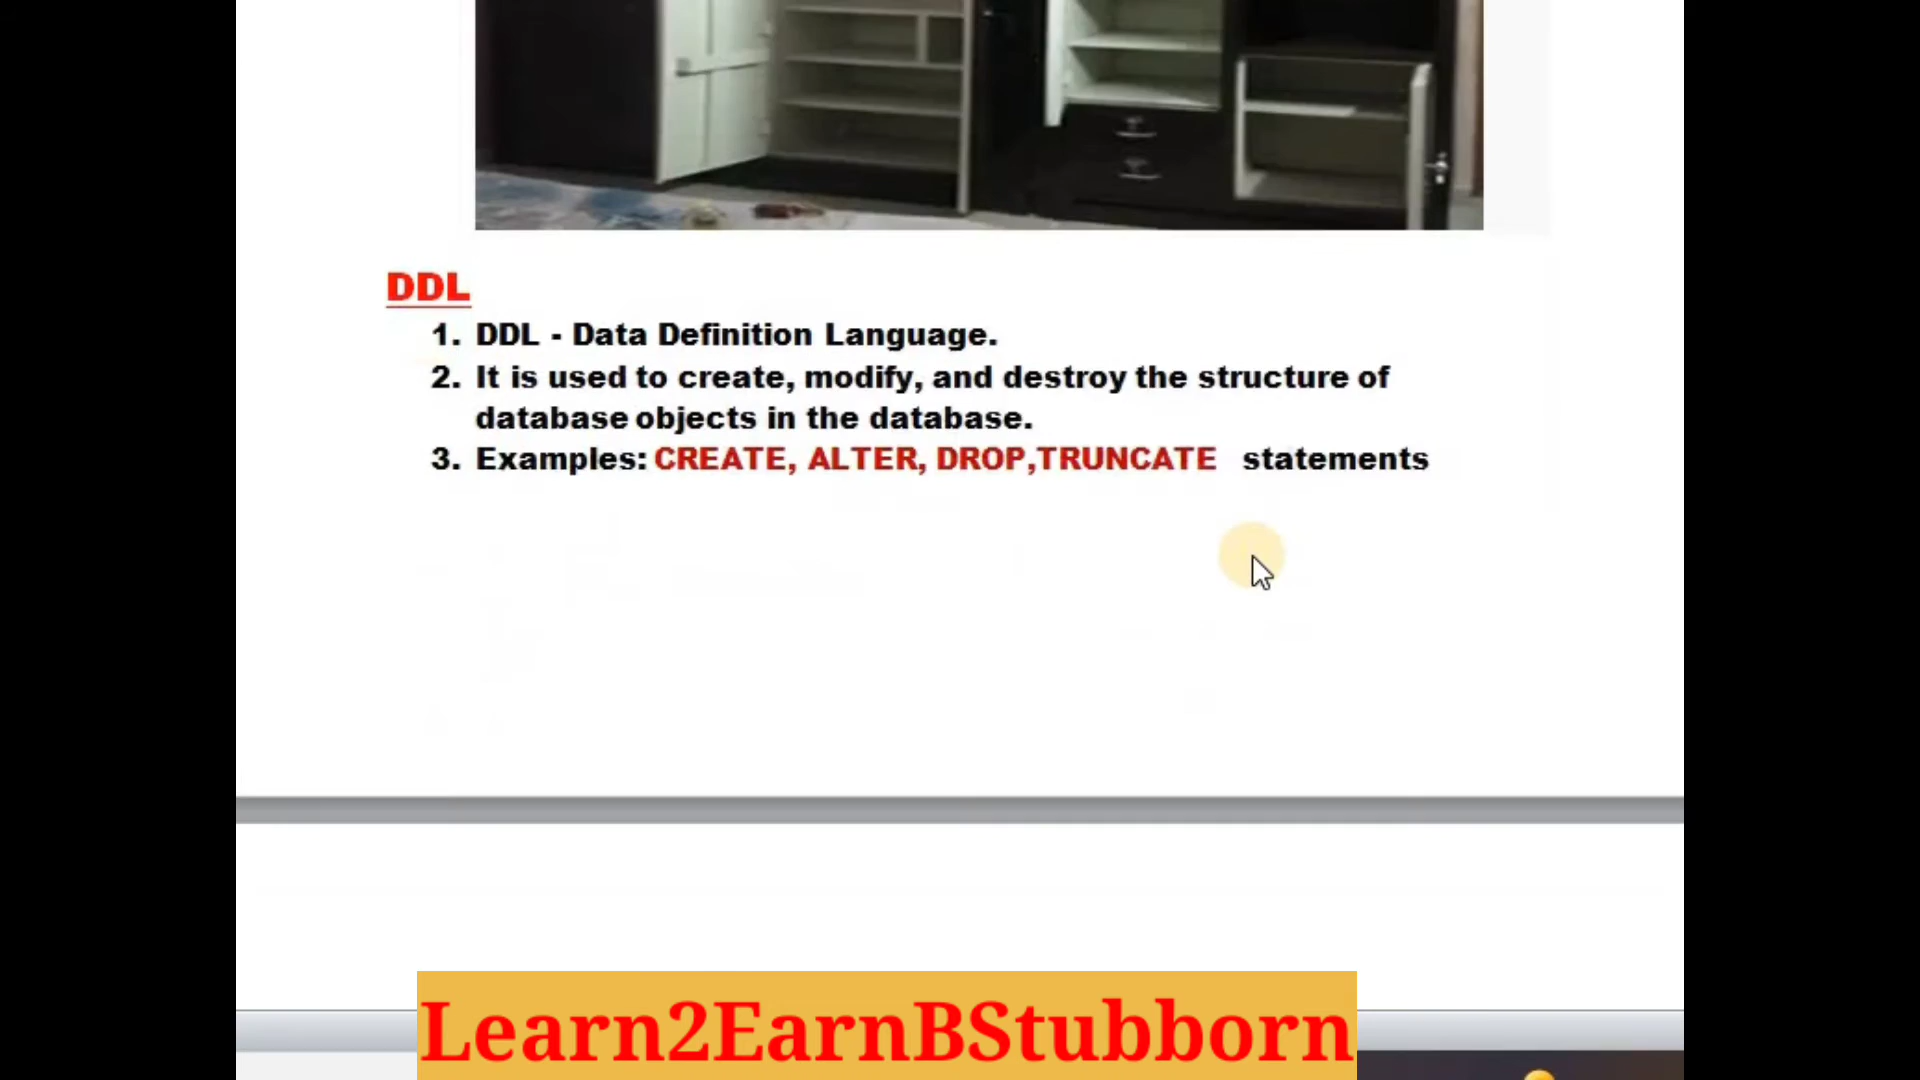 DDL
1. DDL - Data Definition Language.
2. It is used to create, modify, and destroy the structure of
database objects in the database.
3. Examples: CREATE, ALTER, DROP,TRUNCATE statements
Learn2EarnBStubborn